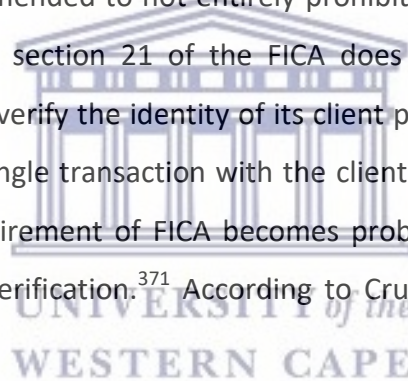 nended to not entirely prohibit
section 21 of the FICA does
verify the identity of its client p
ngle transaction with the client
irement of FICA becomes prob
erification.³⁷¹ According to Cru
UNIVERSITY of the
WESTERN CAPE